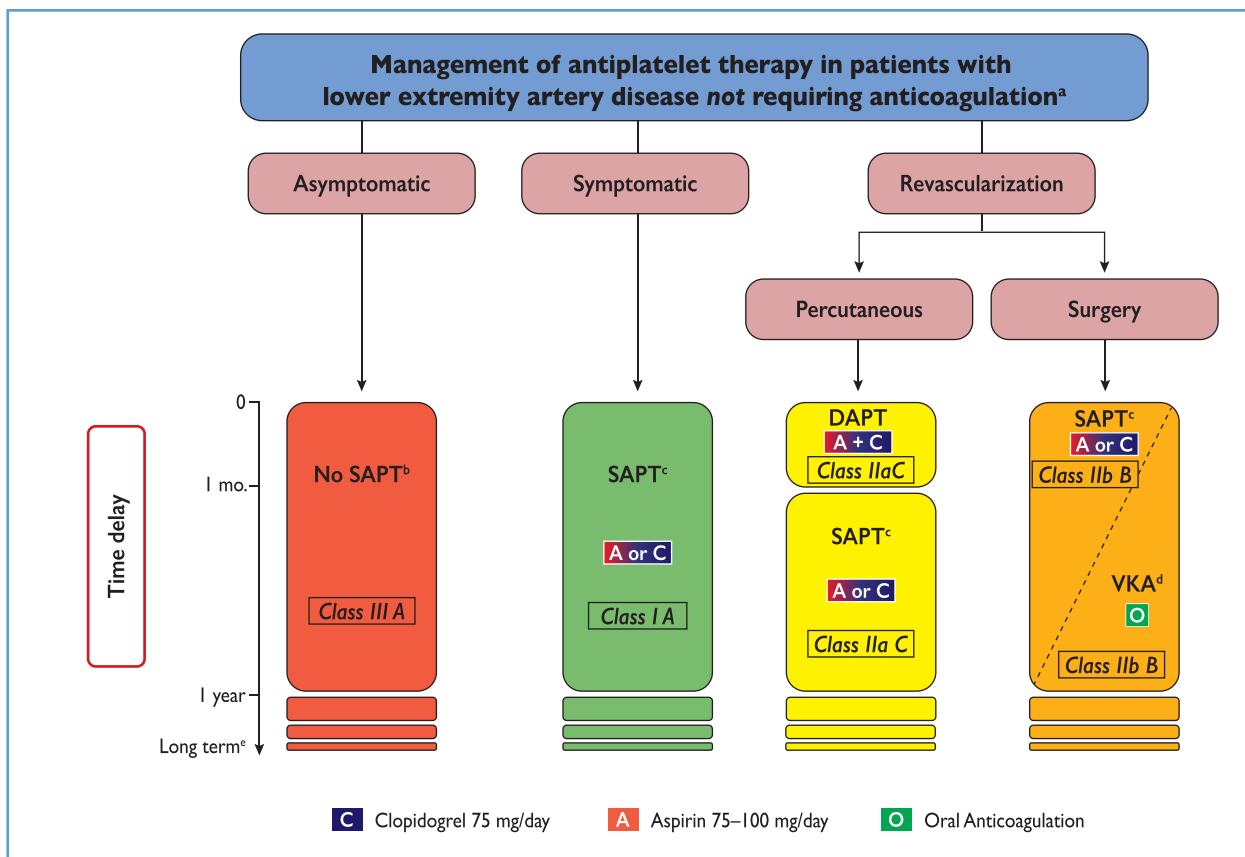 Management of antiplatelet therapy in patients with
lower extremity artery disease not requiring anticoagulationᵃ
Asymptomatic
Symptomatic
Revascularization
Percutaneous
Surgery
Time delay
0
1 mo.
1 year
Long termᵉ
No SAPTᵇ
Class III A
SAPTᶜ
A or C
Class I A
DAPT
A + C
Class IIaC
SAPTᶜ
A or C
Class IIa C
SAPTᶜ
A or C
Class IIb B
VKAᵈ
O
Class IIb B
C Clopidogrel 75 mg/day
A Aspirin 75–100 mg/day
O Oral Anticoagulation